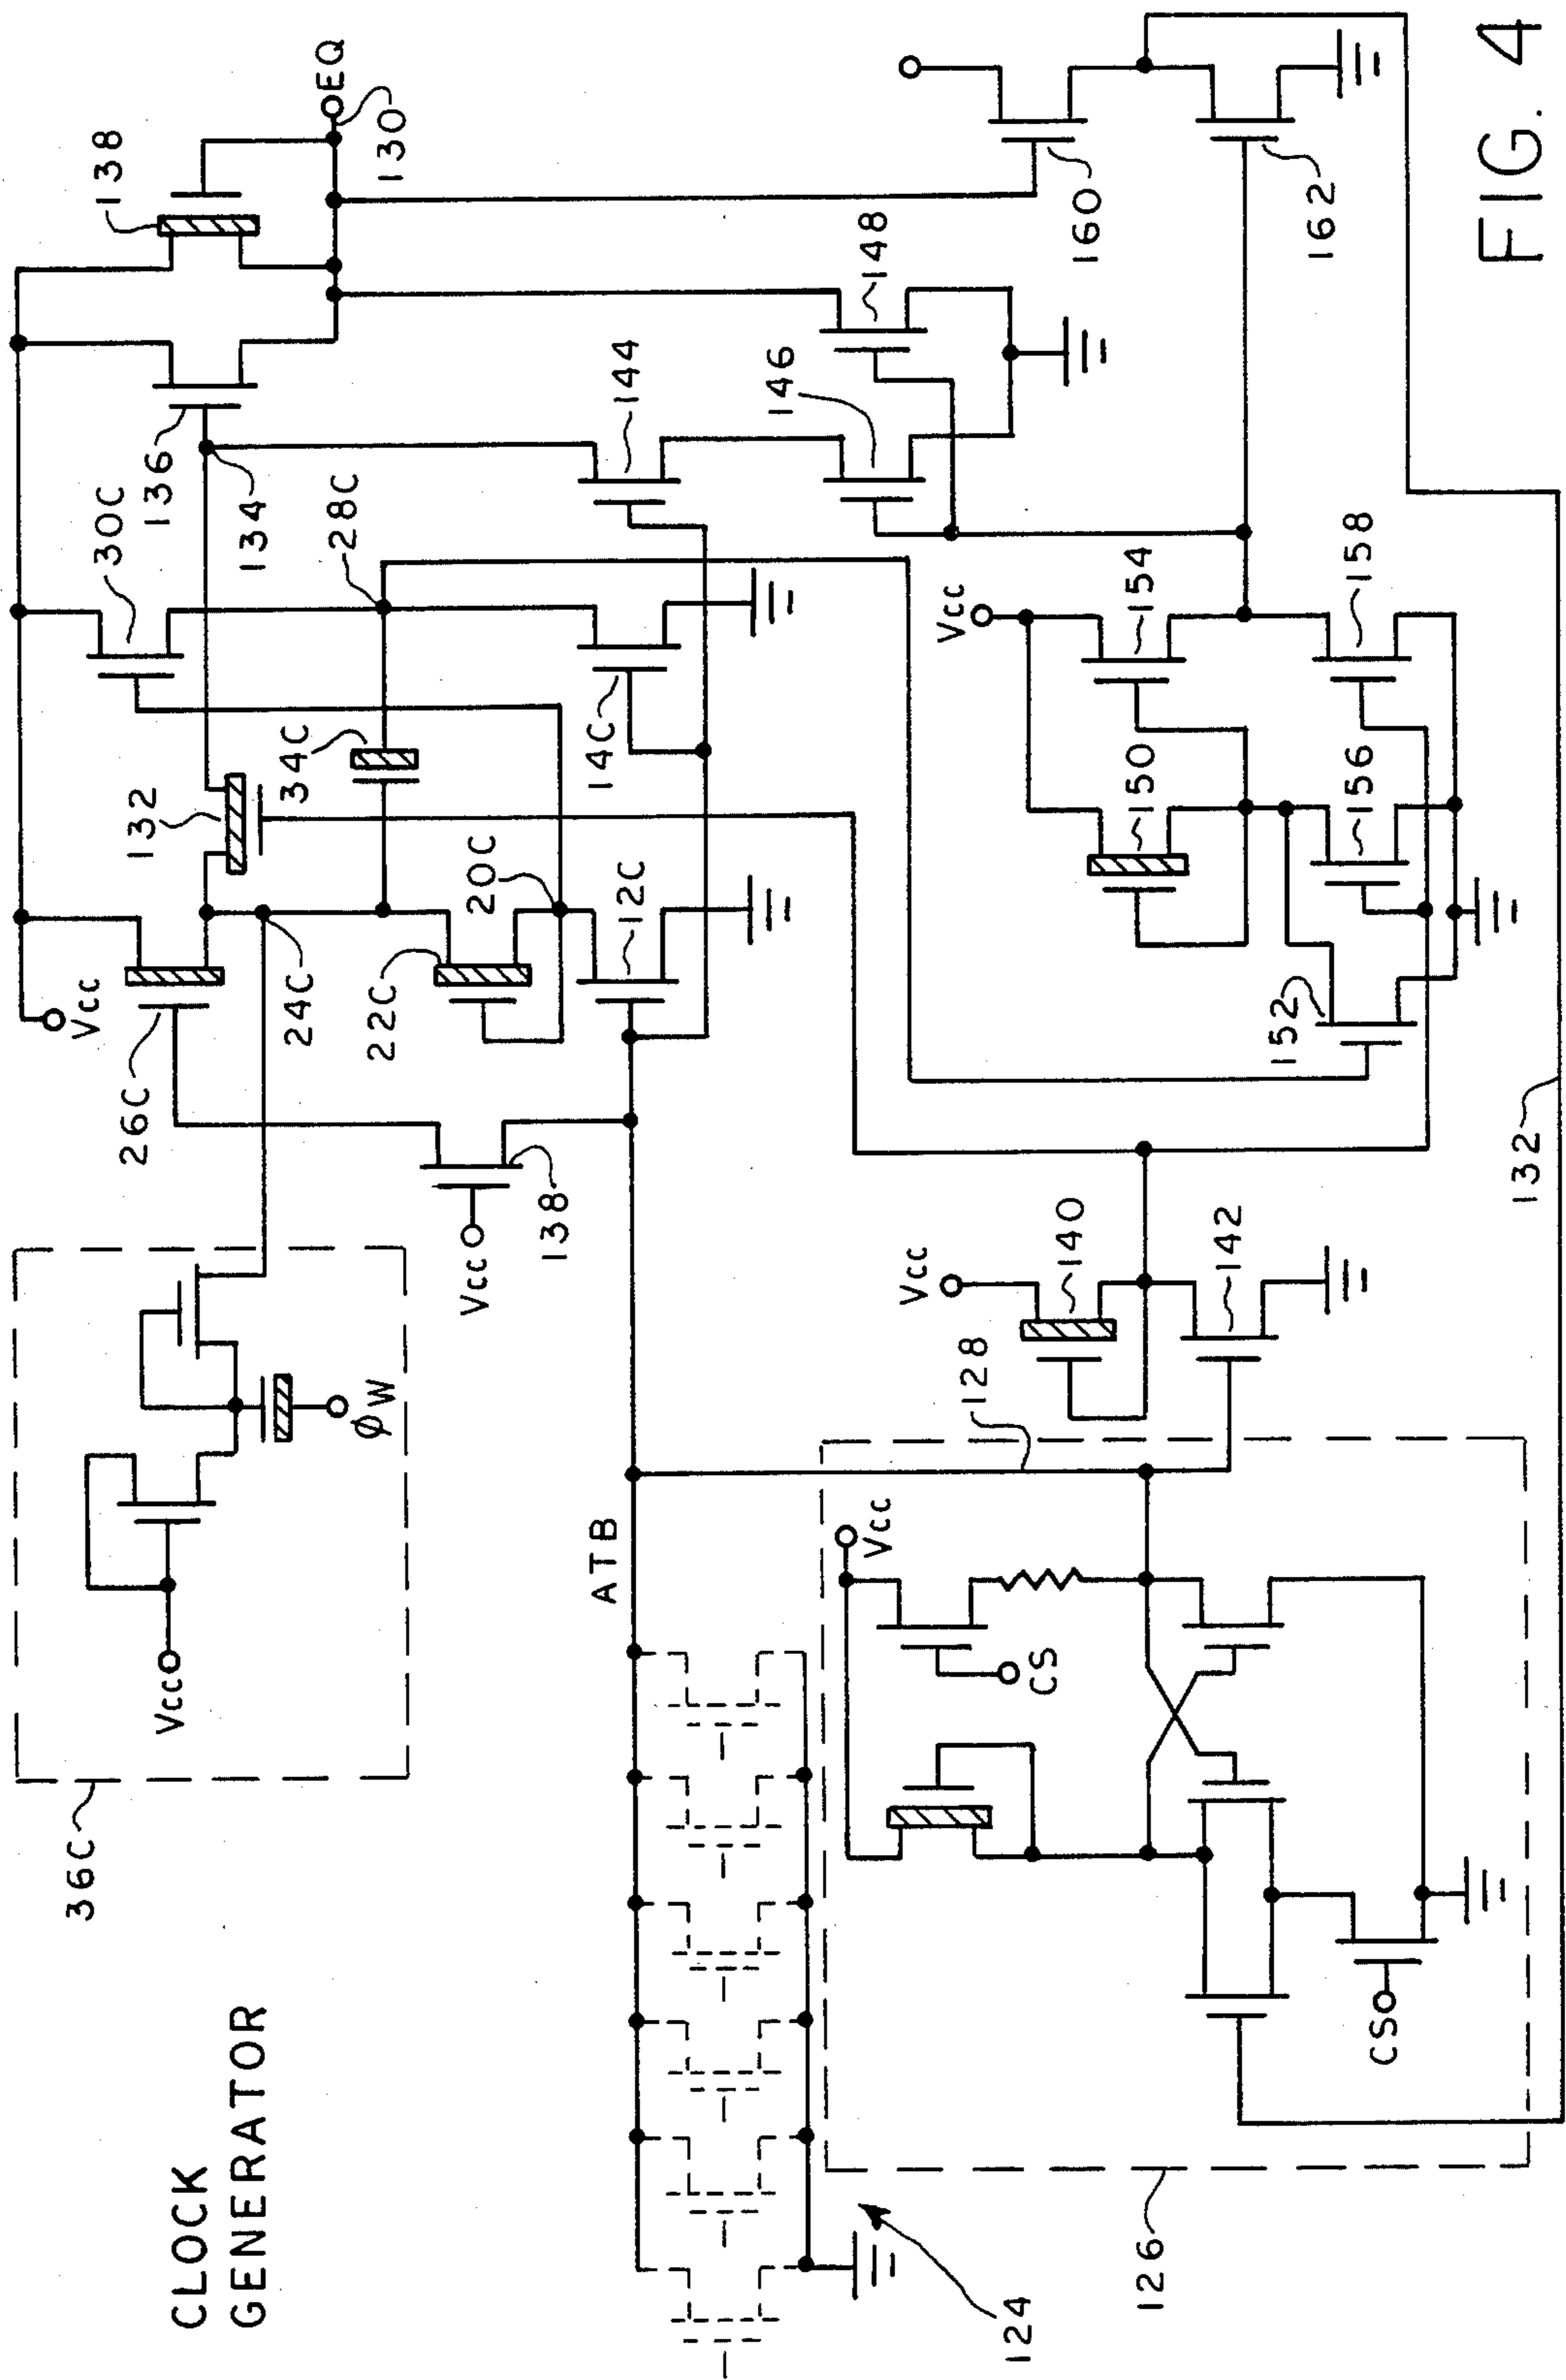 CLOCK
GENERATOR
36C
Vcc
φW
Vcc
26C
24C
132
30C
136
134
138
EQ
130
Vcc
138
22C
20C
34C
28C
14C
12C
144
146
148
ATB
124
126
Vcc
CS
CS
128
Vcc
140
142
Vcc
150
154
152
156
158
160
162
132
FIG. 4